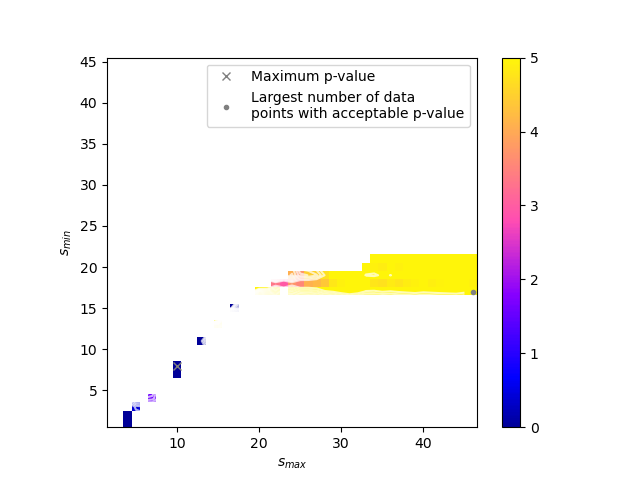 Maximum p-value
Largest number of data
points with acceptable p-value
45
40
35
30
25
20
15
10
5
s_min
10 20 30 40
s_max
5
4
3
2
1
0